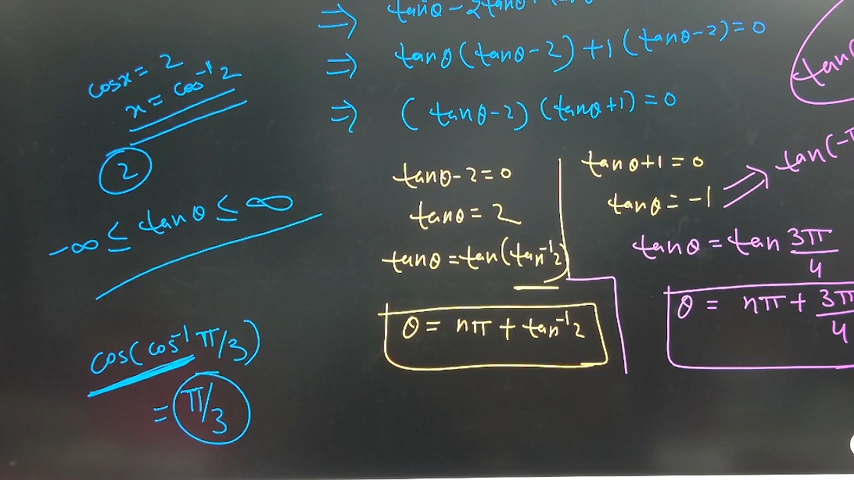 cosx = 2
x = cos⁻¹2
2
-∞ ≤ tanθ ≤ ∞
cos(cos⁻¹ π/3)
= π/3
⇒ tanθ(tanθ-2)+1(tanθ-2)=0
⇒ (tanθ-2)(tanθ+1)=0
tanθ-2=0
tanθ = 2
tanθ = tan(tan⁻¹2)
θ = nπ + tan⁻¹2
tanθ+1=0
tanθ = -1
tanθ = tan 3π/4
θ = nπ + 3π/4